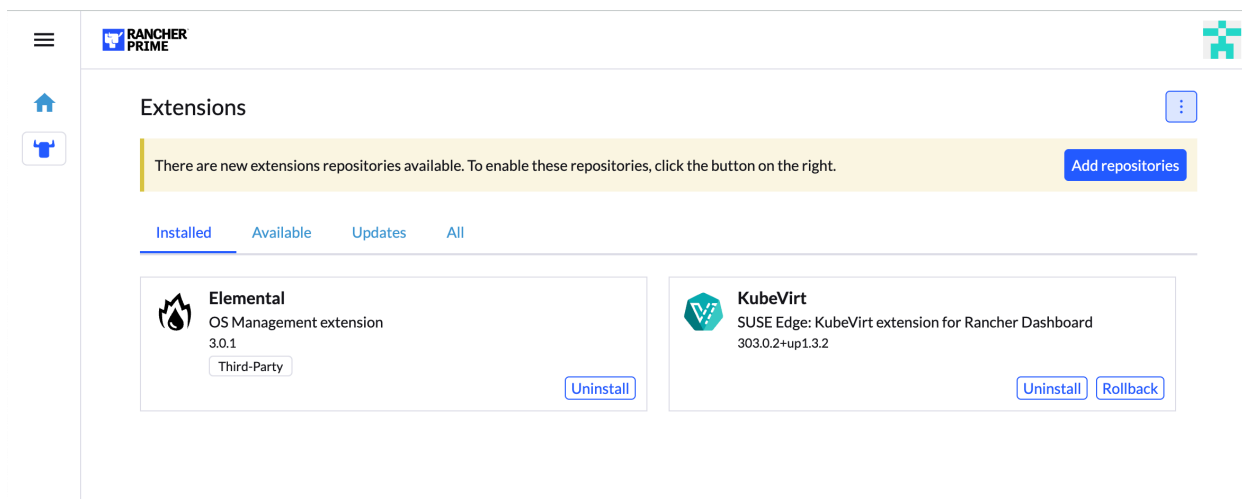 RANCHER
PRIME
Extensions
There are new extensions repositories available. To enable these repositories, click the button on the right.
Add repositories
Installed Available Updates All
Elemental
OS Management extension
3.0.1
Third-Party
Uninstall
KubeVirt
SUSE Edge: KubeVirt extension for Rancher Dashboard
303.0.2+up1.3.2
Uninstall Rollback